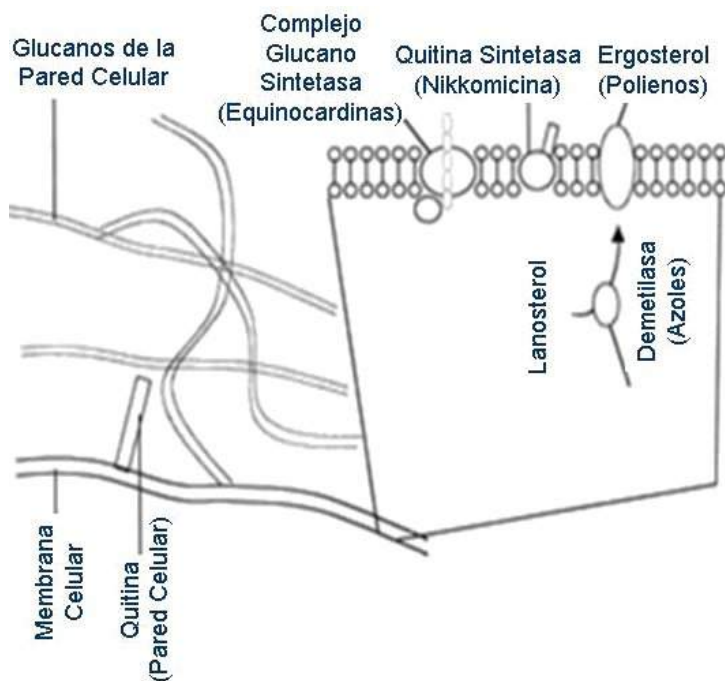 Glucanos de la
Pared Celular
Complejo
Glucano
Sintetasa
(Equinocardinas)
Quitina Sintetasa
(Nikkomicina)
Ergosterol
(Polienos)
Lanosterol
Demetilasa
(Azoles)
Membrana
Celular
Quitina
(Pared Celular)